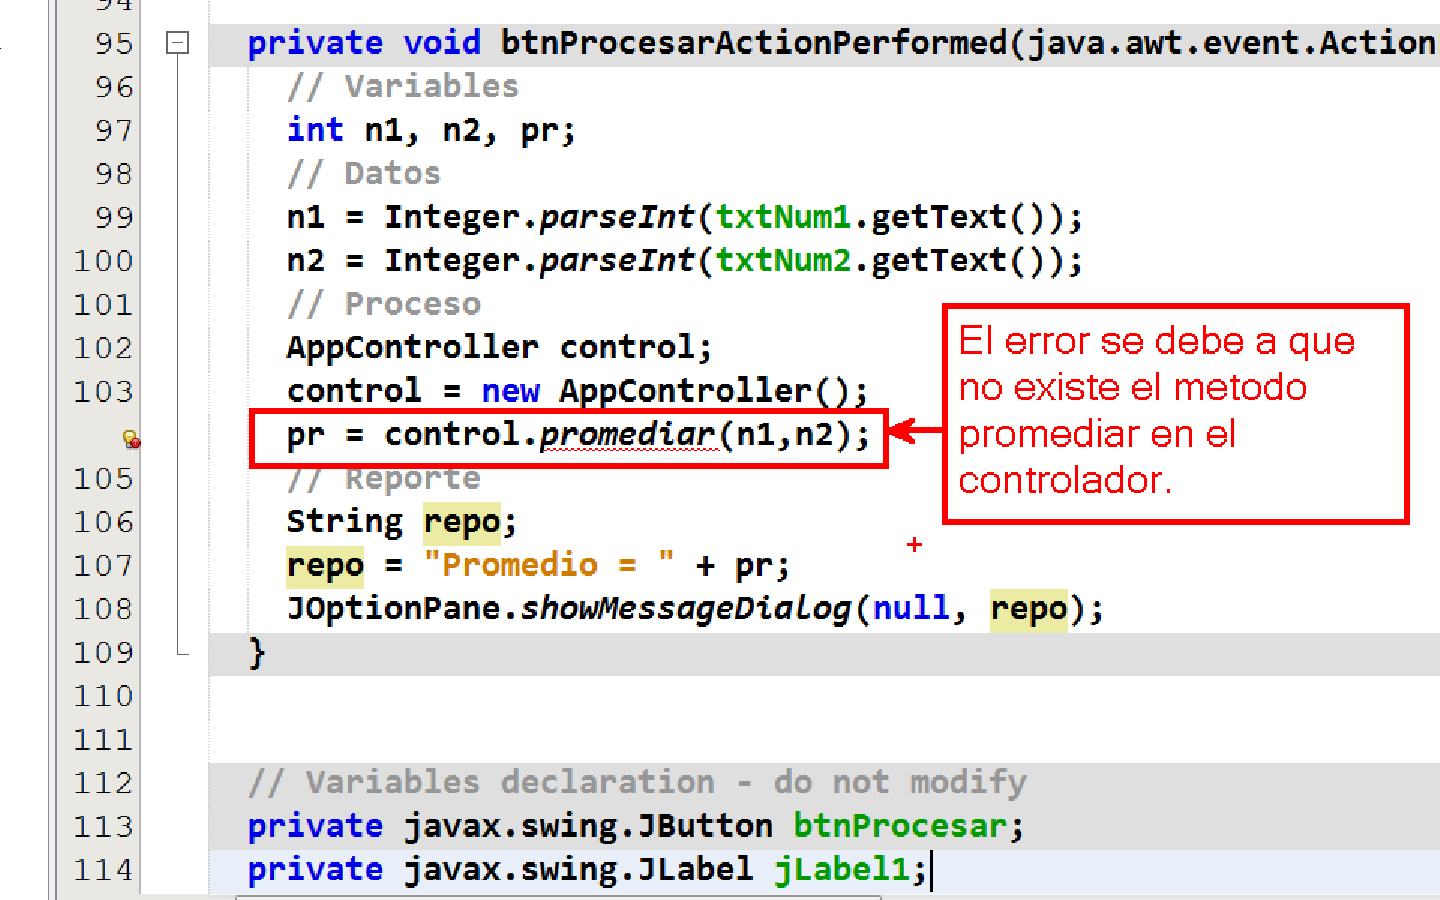 94
95 private void btnProcesarActionPerformed(java.awt.event.Action
96 // Variables
97 int n1, n2, pr;
98 // Datos
99 n1 = Integer.parseInt(txtNum1.getText());
100 n2 = Integer.parseInt(txtNum2.getText());
101 // Proceso
102 AppController control;
103 control = new AppController();
pr = control.promediar(n1,n2);
105 // Reporte
106 String repo;
107 repo = "Promedio = " + pr;
108 JOptionPane.showMessageDialog(null, repo);
109 }
110
111
112 // Variables declaration - do not modify
113 private javax.swing.JButton btnProcesar;
114 private javax.swing.JLabel jLabel1;
El error se debe a que
no existe el metodo
promediar en el
controlador.